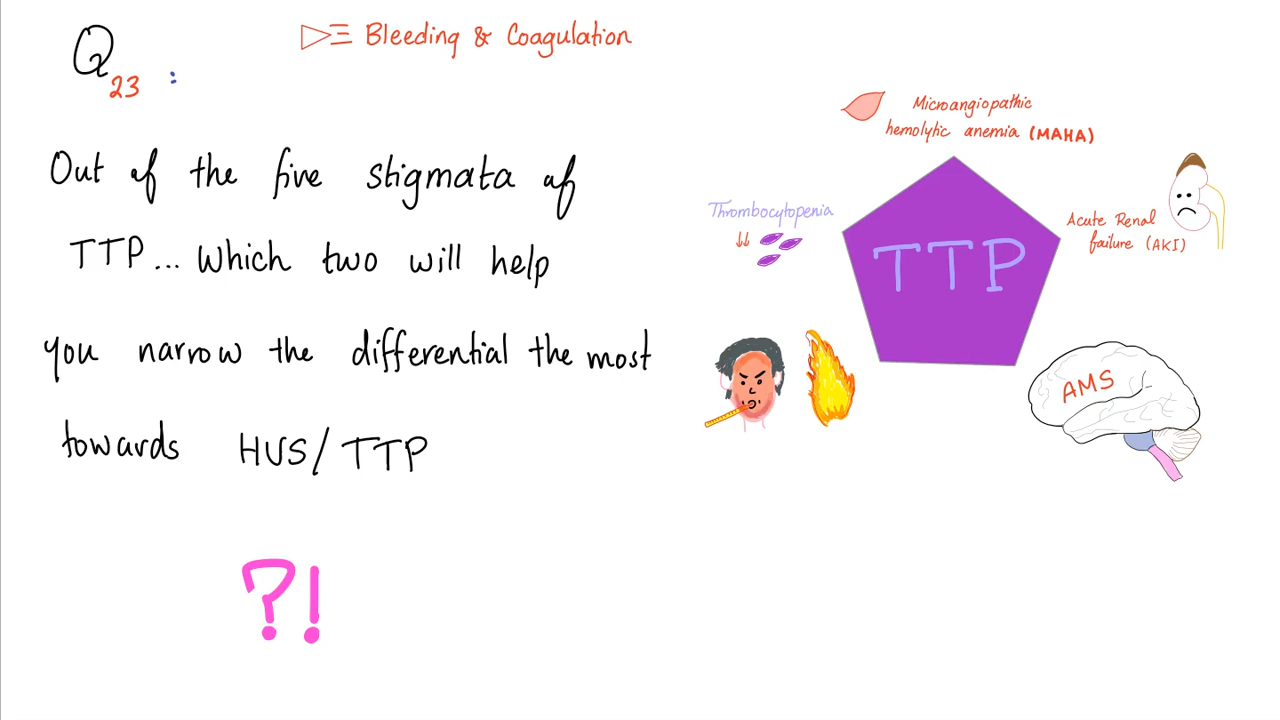 Q23 :
Bleeding & Coagulation
Out of the five stigmata of
TTP... Which two will help
you narrow the differential the most
towards HUS/TTP
?!
Microangiopathic
hemolytic anemia (MAHA)
Thrombocytopenia
↓↓
Acute Renal
failure (AKI)
TTP
AMS